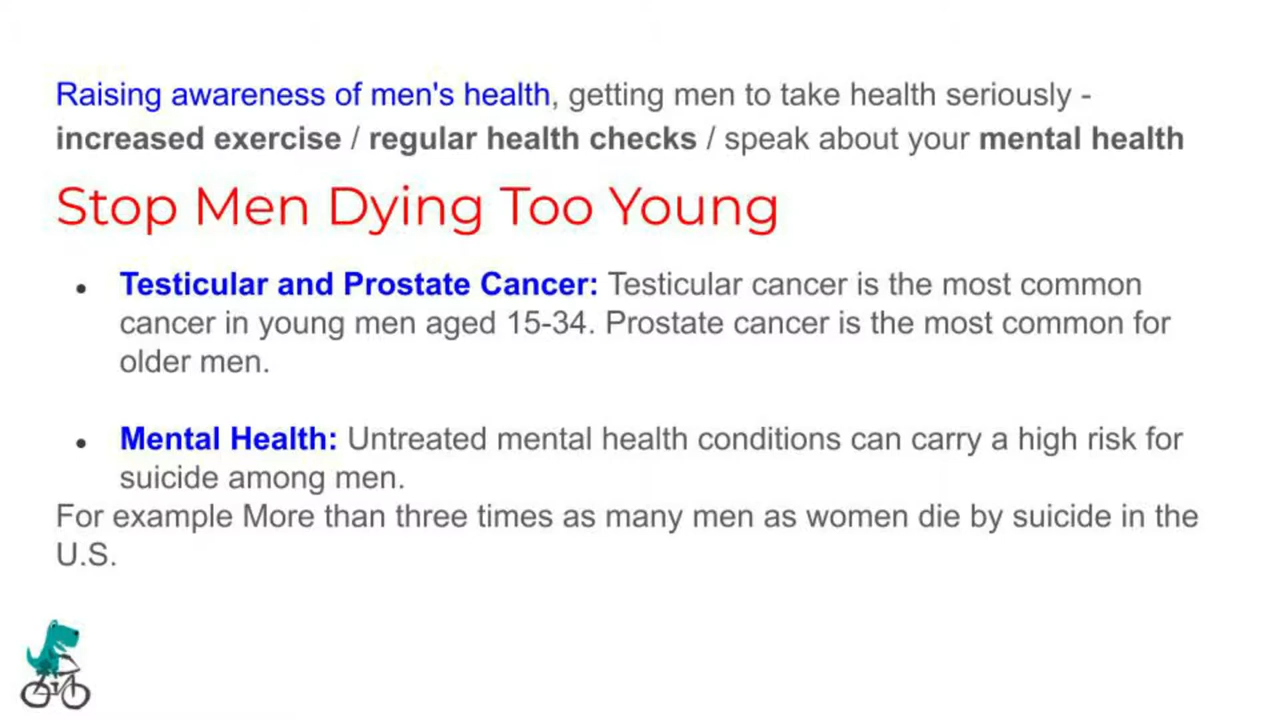 Raising awareness of men's health, getting men to take health seriously -
increased exercise / regular health checks / speak about your mental health
Stop Men Dying Too Young
• Testicular and Prostate Cancer: Testicular cancer is the most common
cancer in young men aged 15-34. Prostate cancer is the most common for
older men.
• Mental Health: Untreated mental health conditions can carry a high risk for
suicide among men.
For example More than three times as many men as women die by suicide in the
U.S.